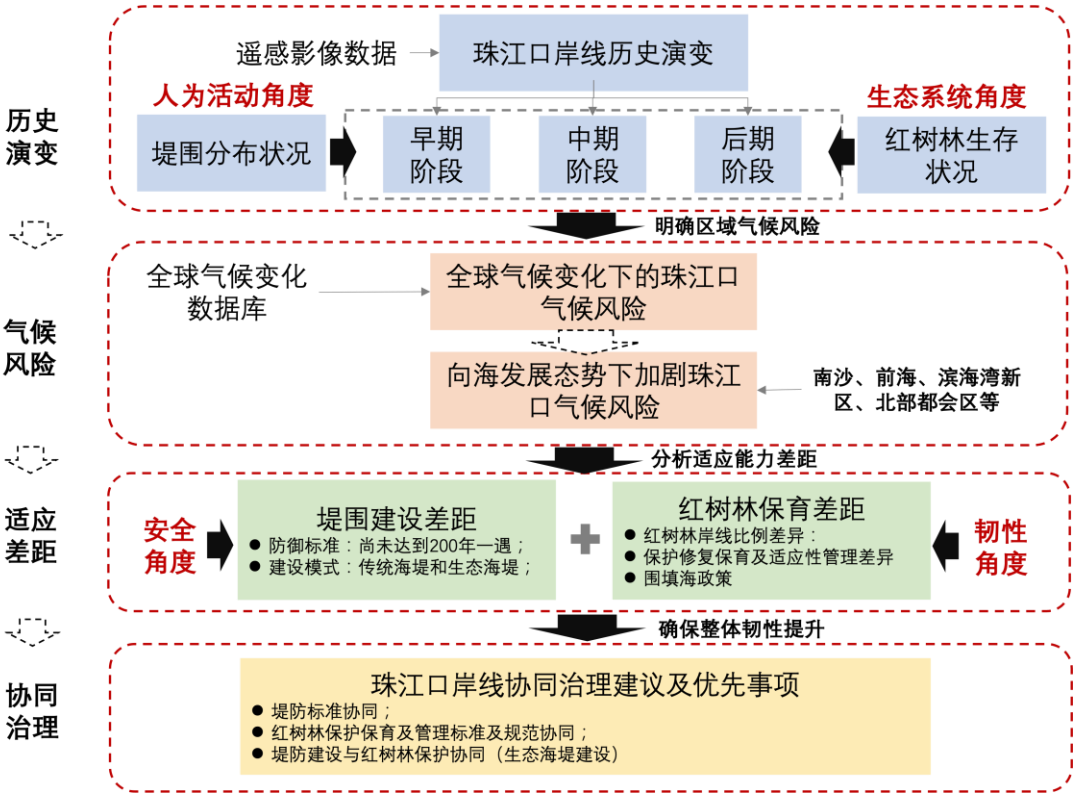 遥感影像数据
珠江口岸线历史演变
人为活动角度
生态系统角度
历史
演变
堤围分布状况
早期
阶段
中期
阶段
后期
阶段
红树林生存
状况
明确区域气候风险
气候
风险
全球气候变化
数据库
全球气候变化下的珠江口
气候风险
向海发展态势下加剧珠江
口气候风险
南沙、前海、滨海湾新
区、北部都会区等
分析适应能力差距
适应
差距
安全
角度
堤围建设差距
● 防御标准：尚未达到200年一遇；
● 建设模式：传统海堤和生态海堤；
红树林保育差距
● 红树林岸线比例差异：
● 保护修复保育及适应性管理差异
● 围填海政策
韧性
角度
确保整体韧性提升
协同
治理
珠江口岸线协同治理建议及优先事项
● 堤防标准协同；
● 红树林保护保育及管理标准及规范协同；
● 堤防建设与红树林保护协同（生态海堤建设）